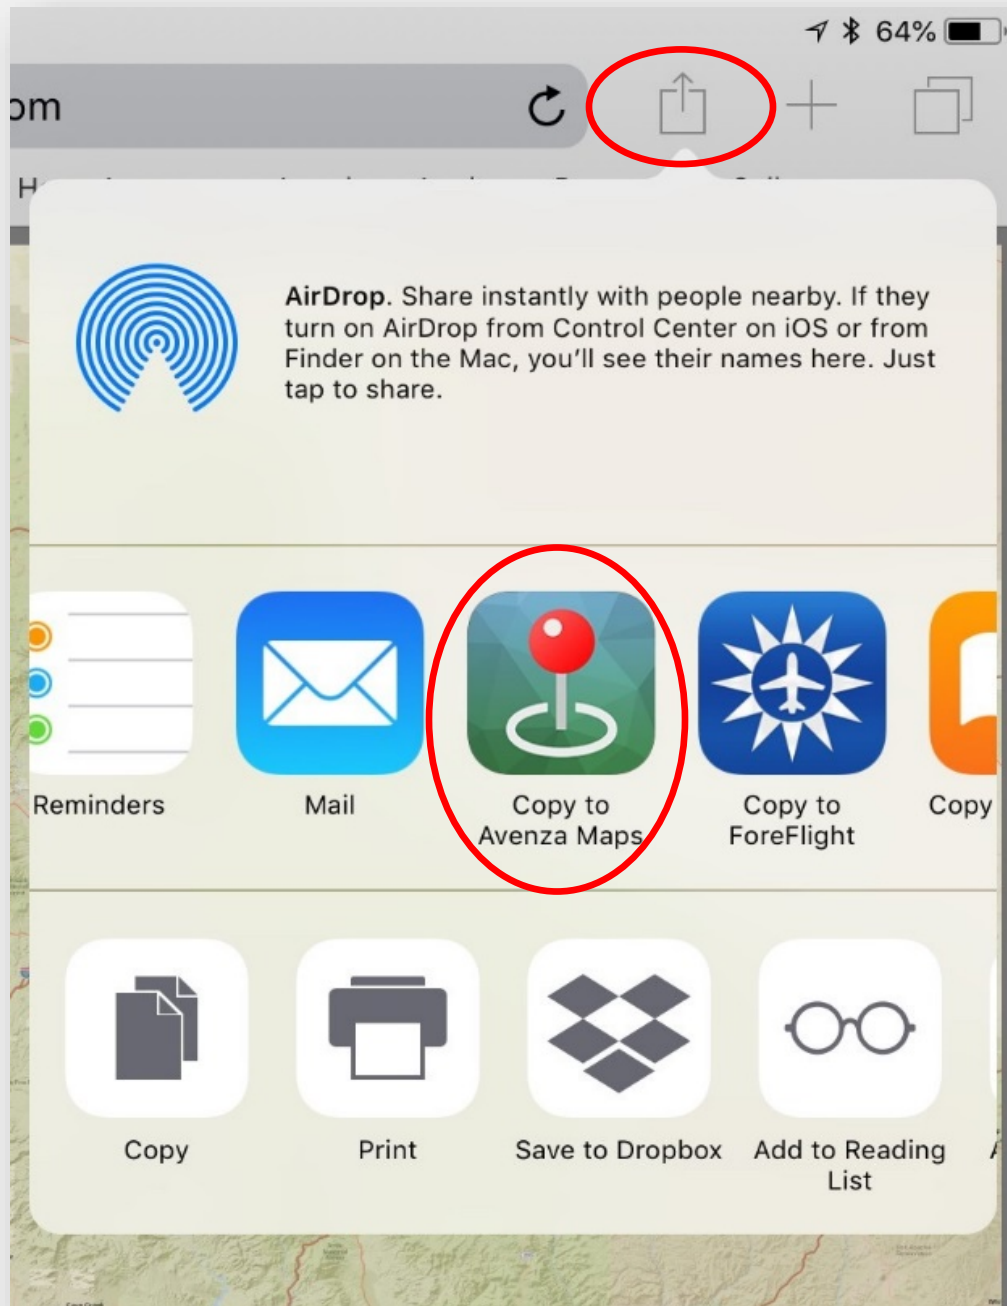 64%
om
AirDrop. Share instantly with people nearby. If they
turn on AirDrop from Control Center on iOS or from
Finder on the Mac, you'll see their names here. Just
tap to share.
Reminders
Mail
Copy to
Avenza Maps
Copy to
ForeFlight
Copy
Copy
Print
Save to Dropbox
Add to Reading
List